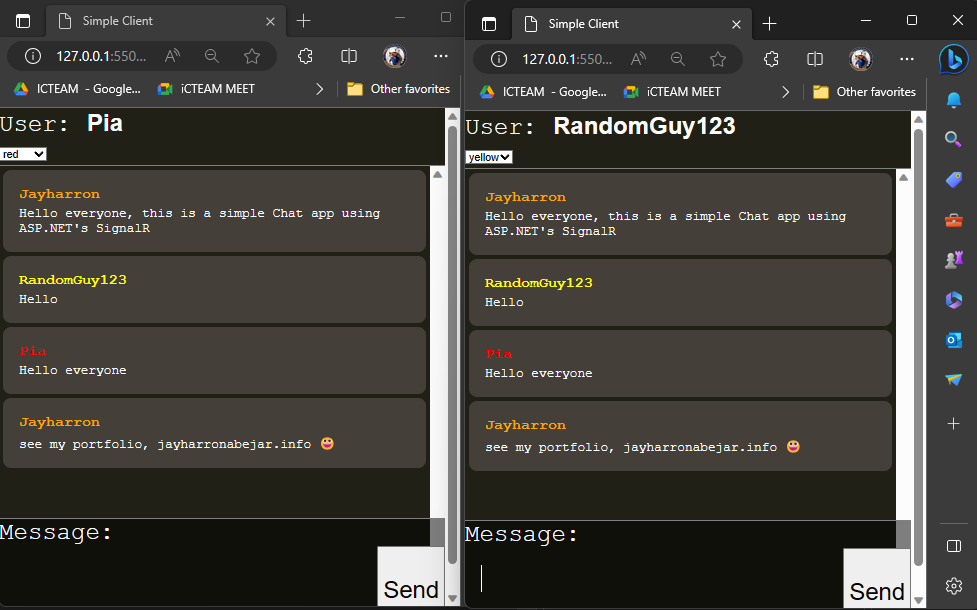 Simple Client
127.0.0.1:550...
ICTEAM - Google...
iCTEAM MEET
Other favorites
User: Pia
red
Jayharron
Hello everyone, this is a simple Chat app using
ASP.NET's SignalR
RandomGuy123
Hello
Pia
Hello everyone
Jayharron
see my portfolio, jayharronabejar.info 😀
Message:
Send
Simple Client
127.0.0.1:550...
ICTEAM - Google...
iCTEAM MEET
Other favorites
User: RandomGuy123
yellow
Jayharron
Hello everyone, this is a simple Chat app using
ASP.NET's SignalR
RandomGuy123
Hello
Pia
Hello everyone
Jayharron
see my portfolio, jayharronabejar.info 😀
Message:
Send